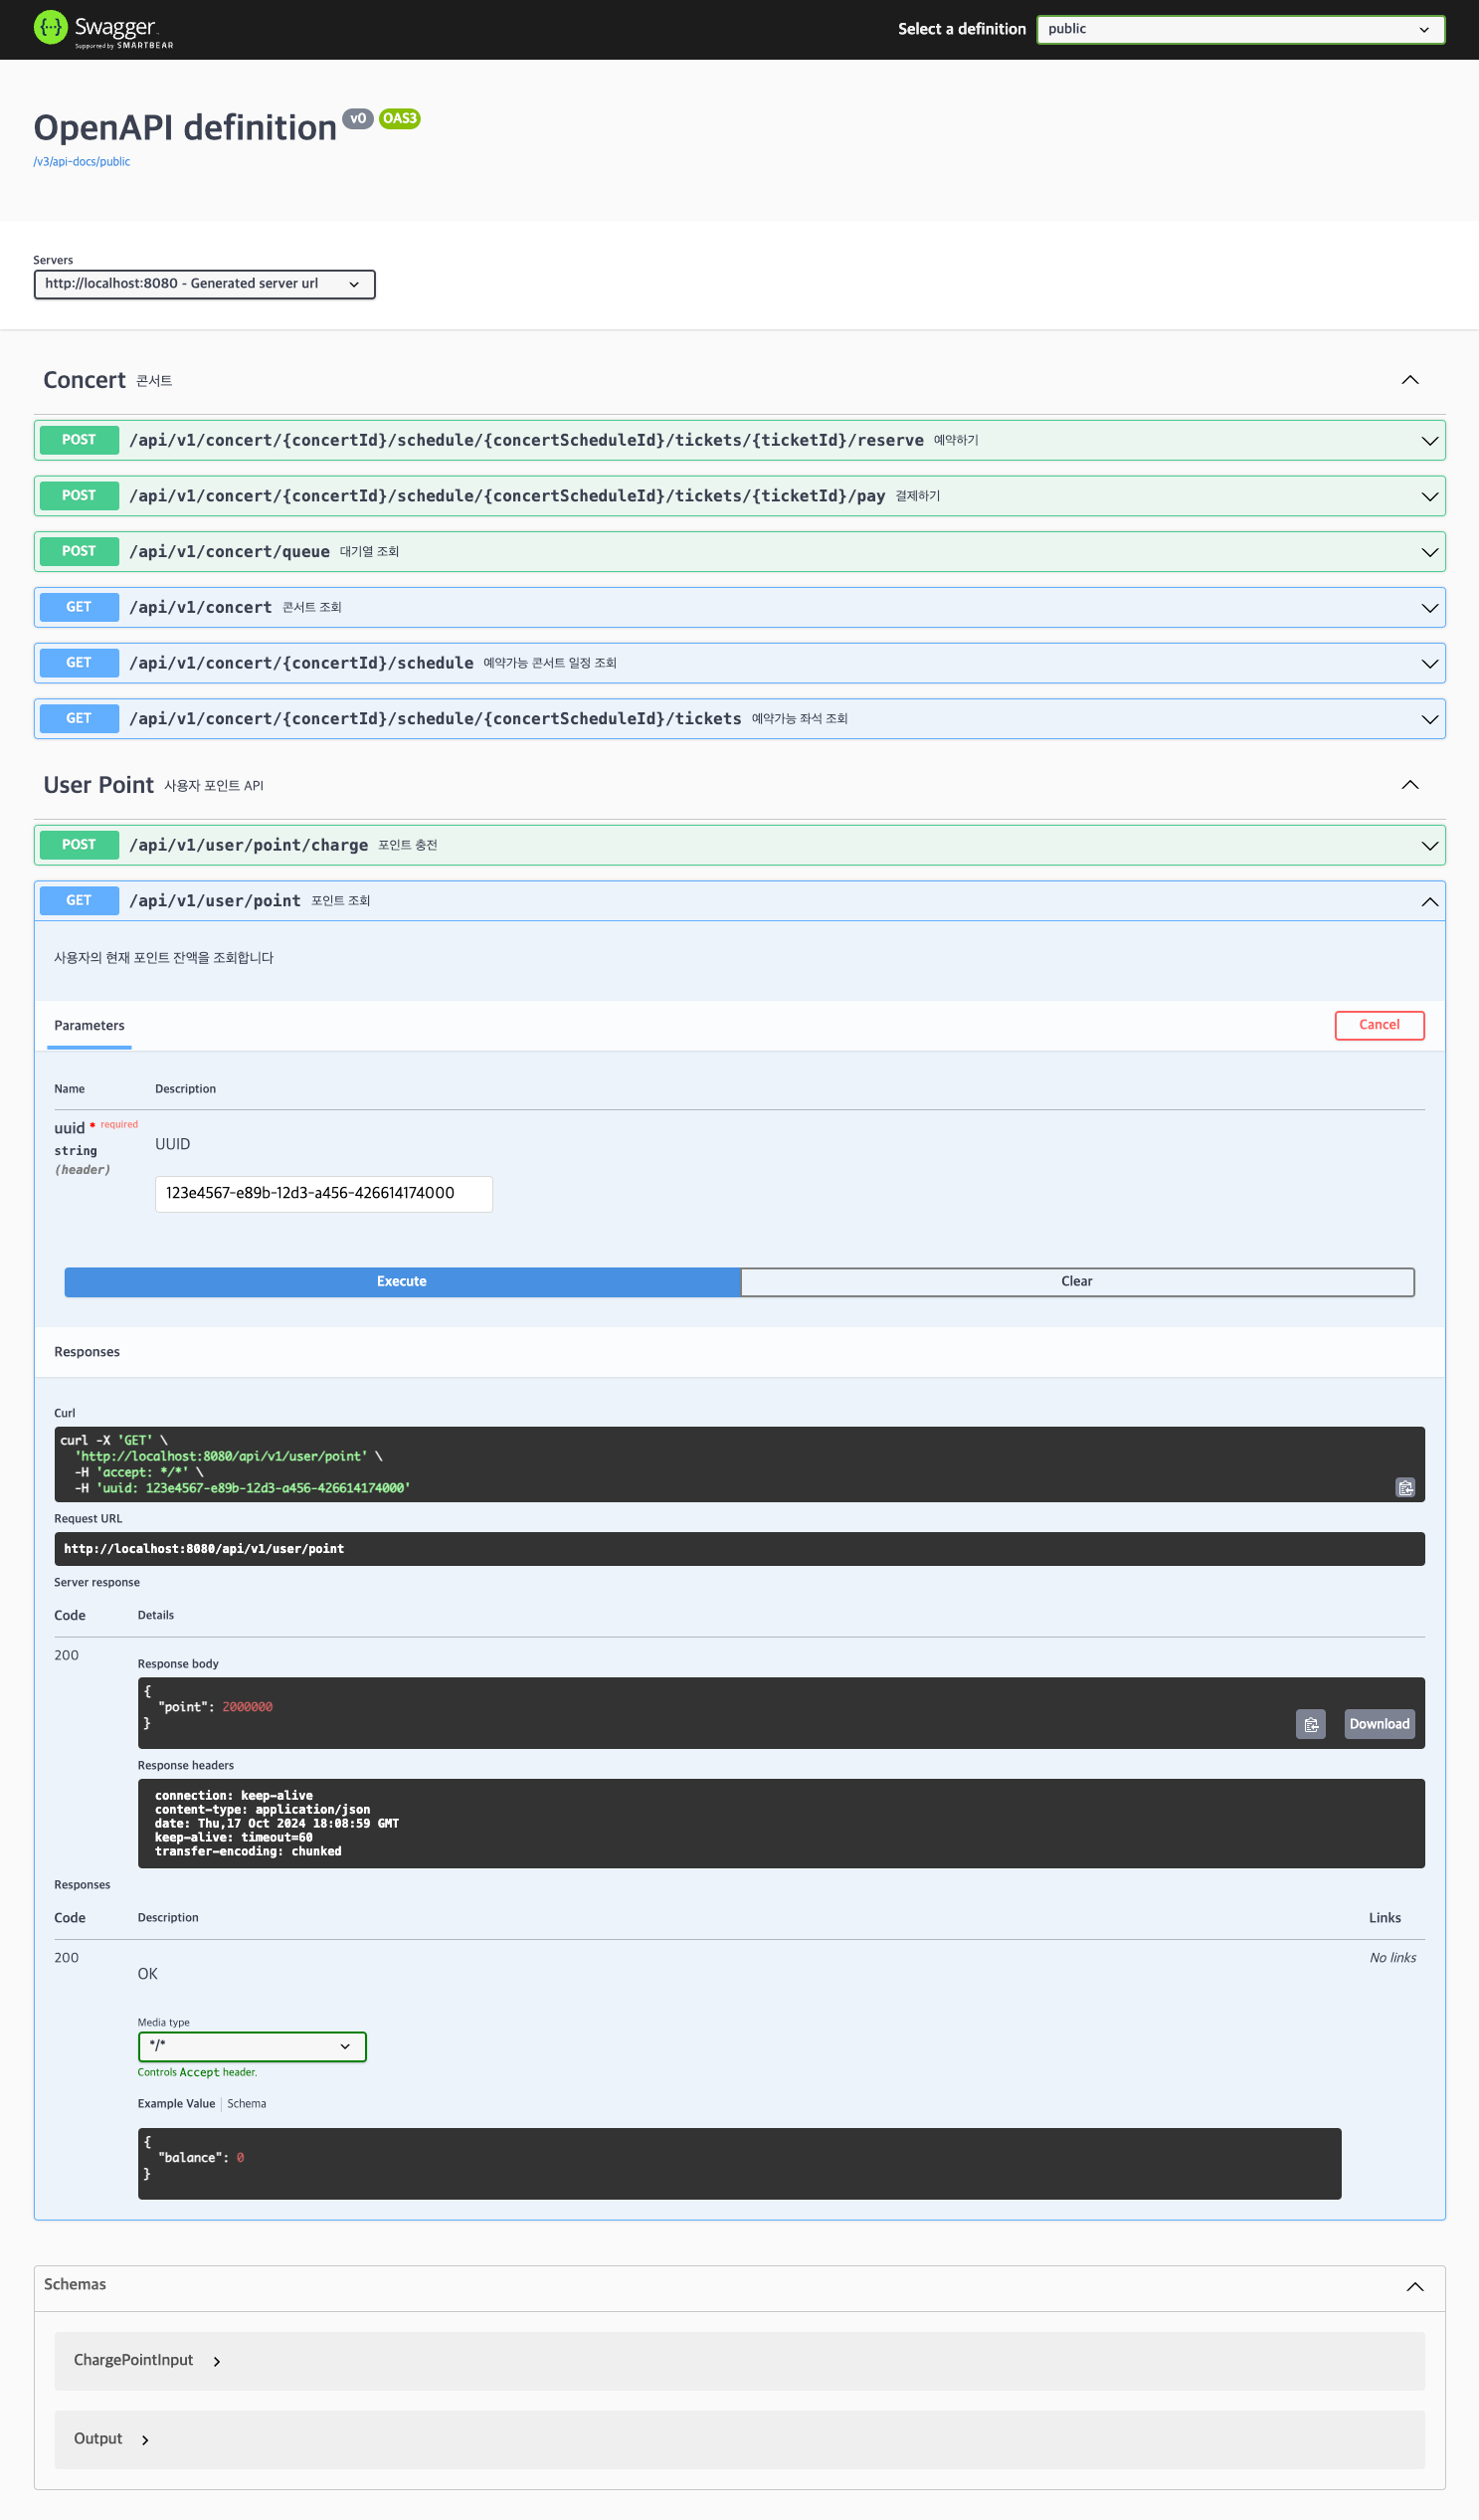 Swagger
Supported by SMARTBEAR
Select a definition
public
OpenAPI definition v0 OAS3
/v3/api-docs/public
Servers
http://localhost:8080 - Generated server url
Concert 콘서트
POST /api/v1/concert/{concertId}/schedule/{concertScheduleId}/tickets/{ticketId}/reserve 예약하기
POST /api/v1/concert/{concertId}/schedule/{concertScheduleId}/tickets/{ticketId}/pay 결제하기
POST /api/v1/concert/queue 대기열 조회
GET /api/v1/concert 콘서트 조회
GET /api/v1/concert/{concertId}/schedule 예약가능 콘서트 일정 조회
GET /api/v1/concert/{concertId}/schedule/{concertScheduleId}/tickets 예약가능 좌석 조회
User Point 사용자 포인트 API
POST /api/v1/user/point/charge 포인트 충전
GET /api/v1/user/point 포인트 조회
사용자의 현재 포인트 잔액을 조회합니다
Parameters
Cancel
Name Description
uuid * required
string
(header)
UUID
123e4567-e89b-12d3-a456-426614174000
Execute
Clear
Responses
Curl
curl -X 'GET' \
'http://localhost:8080/api/v1/user/point' \
-H 'accept: */*' \
-H 'uuid: 123e4567-e89b-12d3-a456-426614174000'
Request URL
http://localhost:8080/api/v1/user/point
Server response
Code Details
200
Response body
{
"point": 2000000
}
Download
Response headers
connection: keep-alive
content-type: application/json
date: Thu,17 Oct 2024 18:08:59 GMT
keep-alive: timeout=60
transfer-encoding: chunked
Responses
Code Description Links
200
OK
No links
Media type
*/*
Controls Accept header.
Example Value Schema
{
"balance": 0
}
Schemas
ChargePointInput
Output